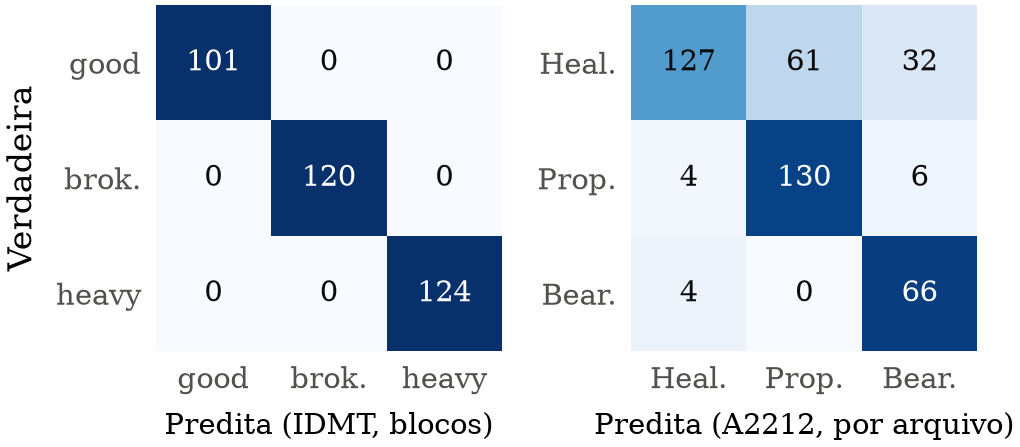 Verdadeira
good 101 0 0
brok. 0 120 0
heavy 0 0 124
good brok. heavy
Predita (IDMT, blocos)
Heal. 127 61 32
Prop. 4 130 6
Bear. 4 0 66
Heal. Prop. Bear.
Predita (A2212, por arquivo)